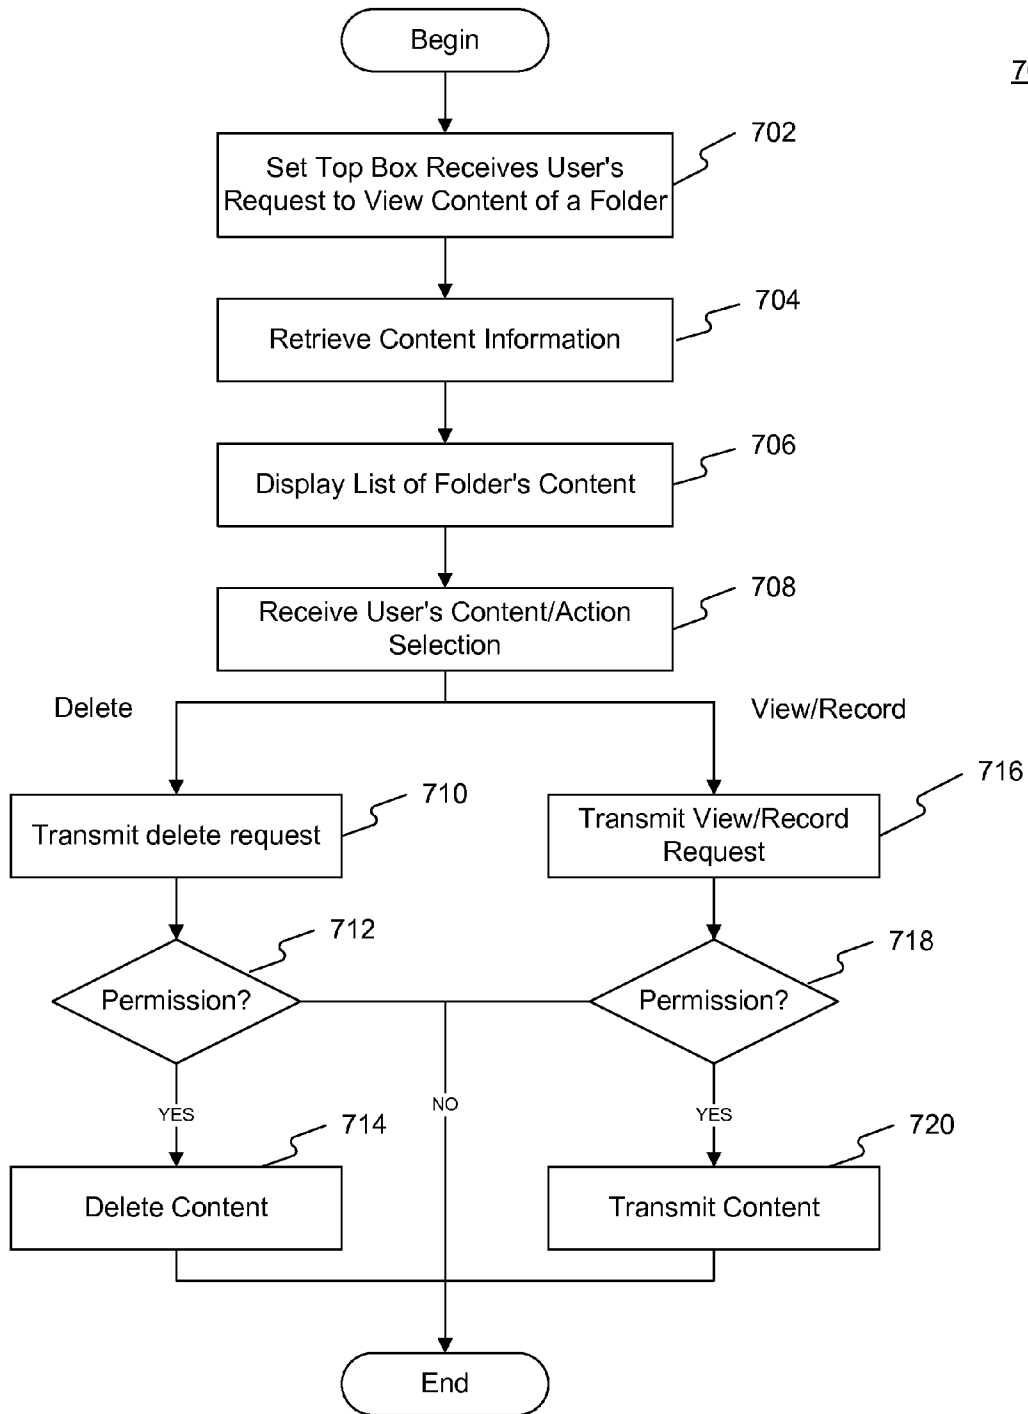 Begin
702
Set Top Box Receives User's
Request to View Content of a Folder
704
Retrieve Content Information
706
Display List of Folder's Content
708
Receive User's Content/Action
Selection
Delete
View/Record
710
Transmit delete request
716
Transmit View/Record
Request
712
Permission?
718
Permission?
YES
NO
YES
714
Delete Content
720
Transmit Content
End